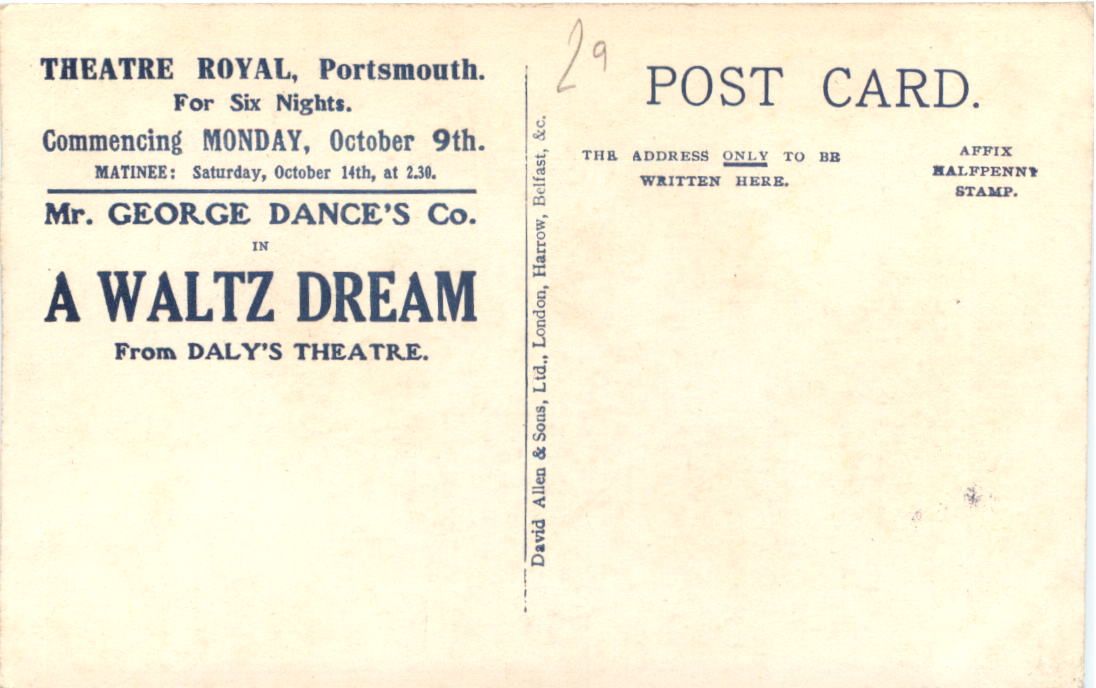 THEATRE ROYAL, Portsmouth.
For Six Nights.
Commencing MONDAY, October 9th.
MATINEE: Saturday, October 14th, at 2.30.
Mr. GEORGE DANCE'S Co.
IN
A WALTZ DREAM
From DALY'S THEATRE.
David Allen & Sons, Ltd., London, Harrow, Belfast, &c.
29
POST CARD.
THE ADDRESS ONLY TO BE
WRITTEN HERE.
AFFIX
HALFPENNY
STAMP.